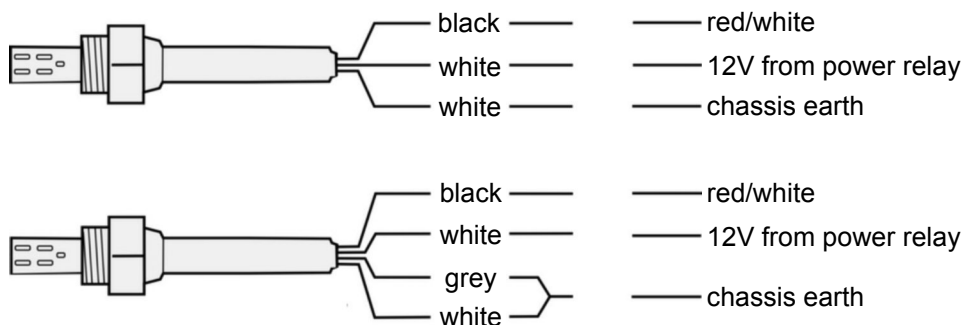 black red/white
white 12V from power relay
white chassis earth
black red/white
white 12V from power relay
grey
chassis earth
white